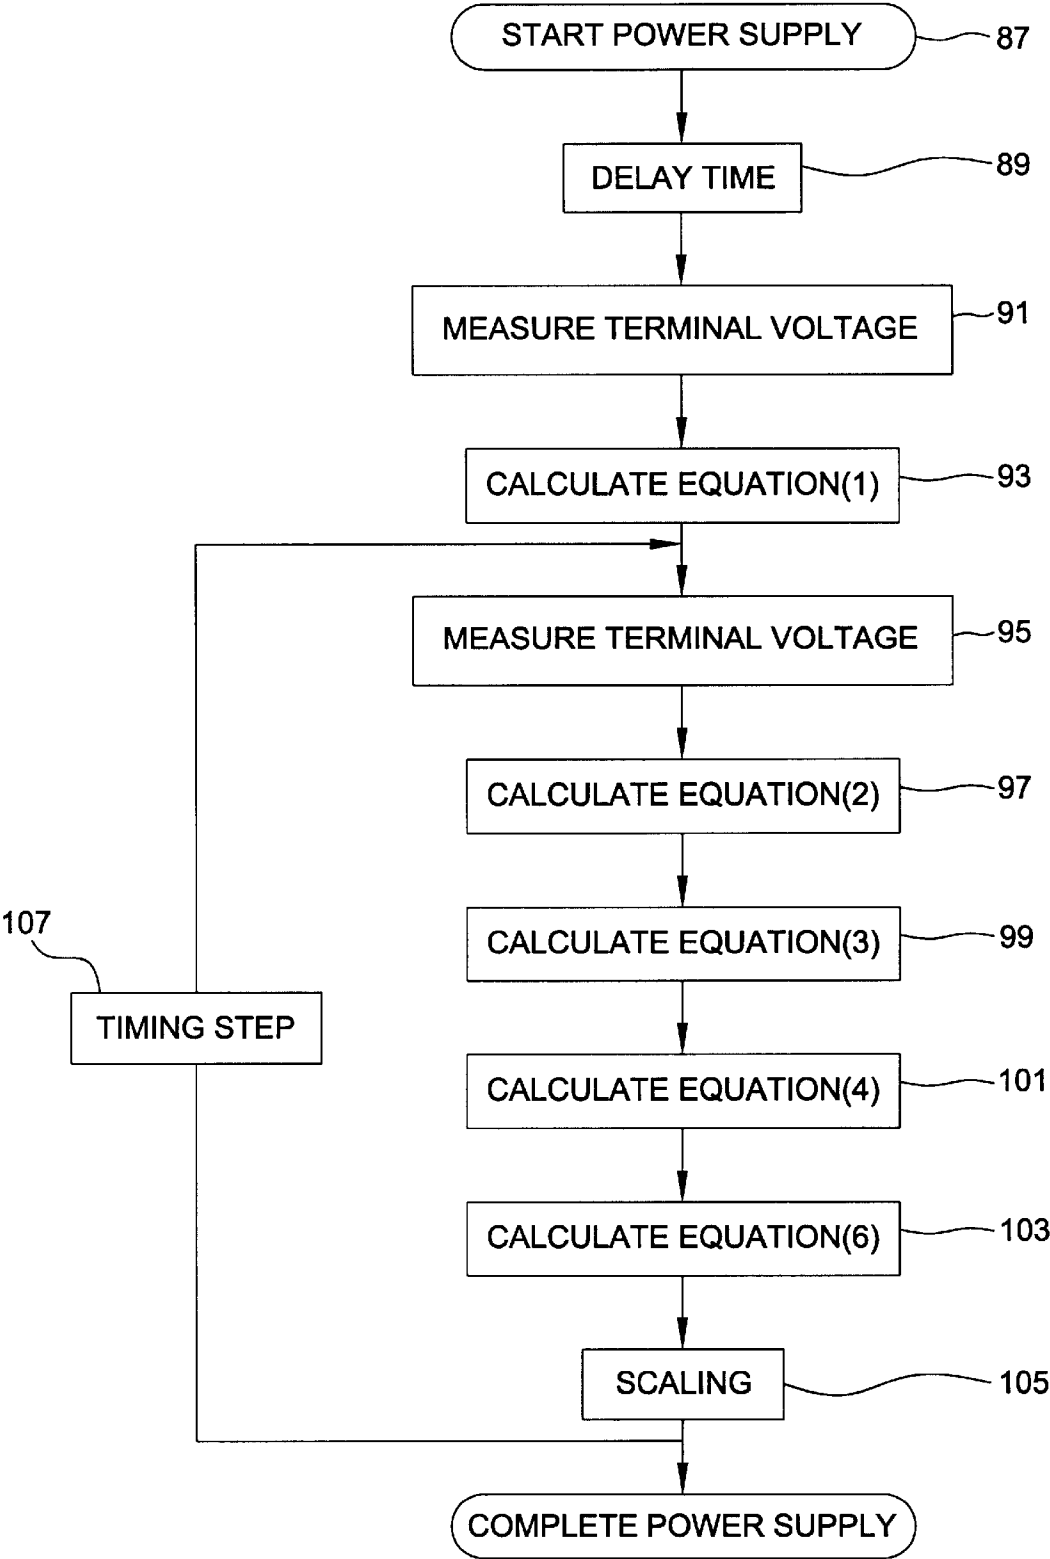 START POWER SUPPLY
87
DELAY TIME
89
MEASURE TERMINAL VOLTAGE
91
CALCULATE EQUATION(1)
93
MEASURE TERMINAL VOLTAGE
95
CALCULATE EQUATION(2)
97
CALCULATE EQUATION(3)
99
107
TIMING STEP
CALCULATE EQUATION(4)
101
CALCULATE EQUATION(6)
103
SCALING
105
COMPLETE POWER SUPPLY